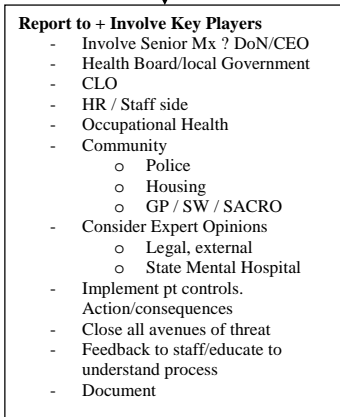 Report to + Involve Key Players
- Involve Senior Mx ? DoN/CEO
- Health Board/local Government
- CLO
- HR / Staff side
- Occupational Health
- Community
o Police
o Housing
o GP / SW / SACRO
- Consider Expert Opinions
o Legal, external
o State Mental Hospital
- Implement pt controls.
Action/consequences
- Close all avenues of threat
- Feedback to staff/educate to
understand process
- Document